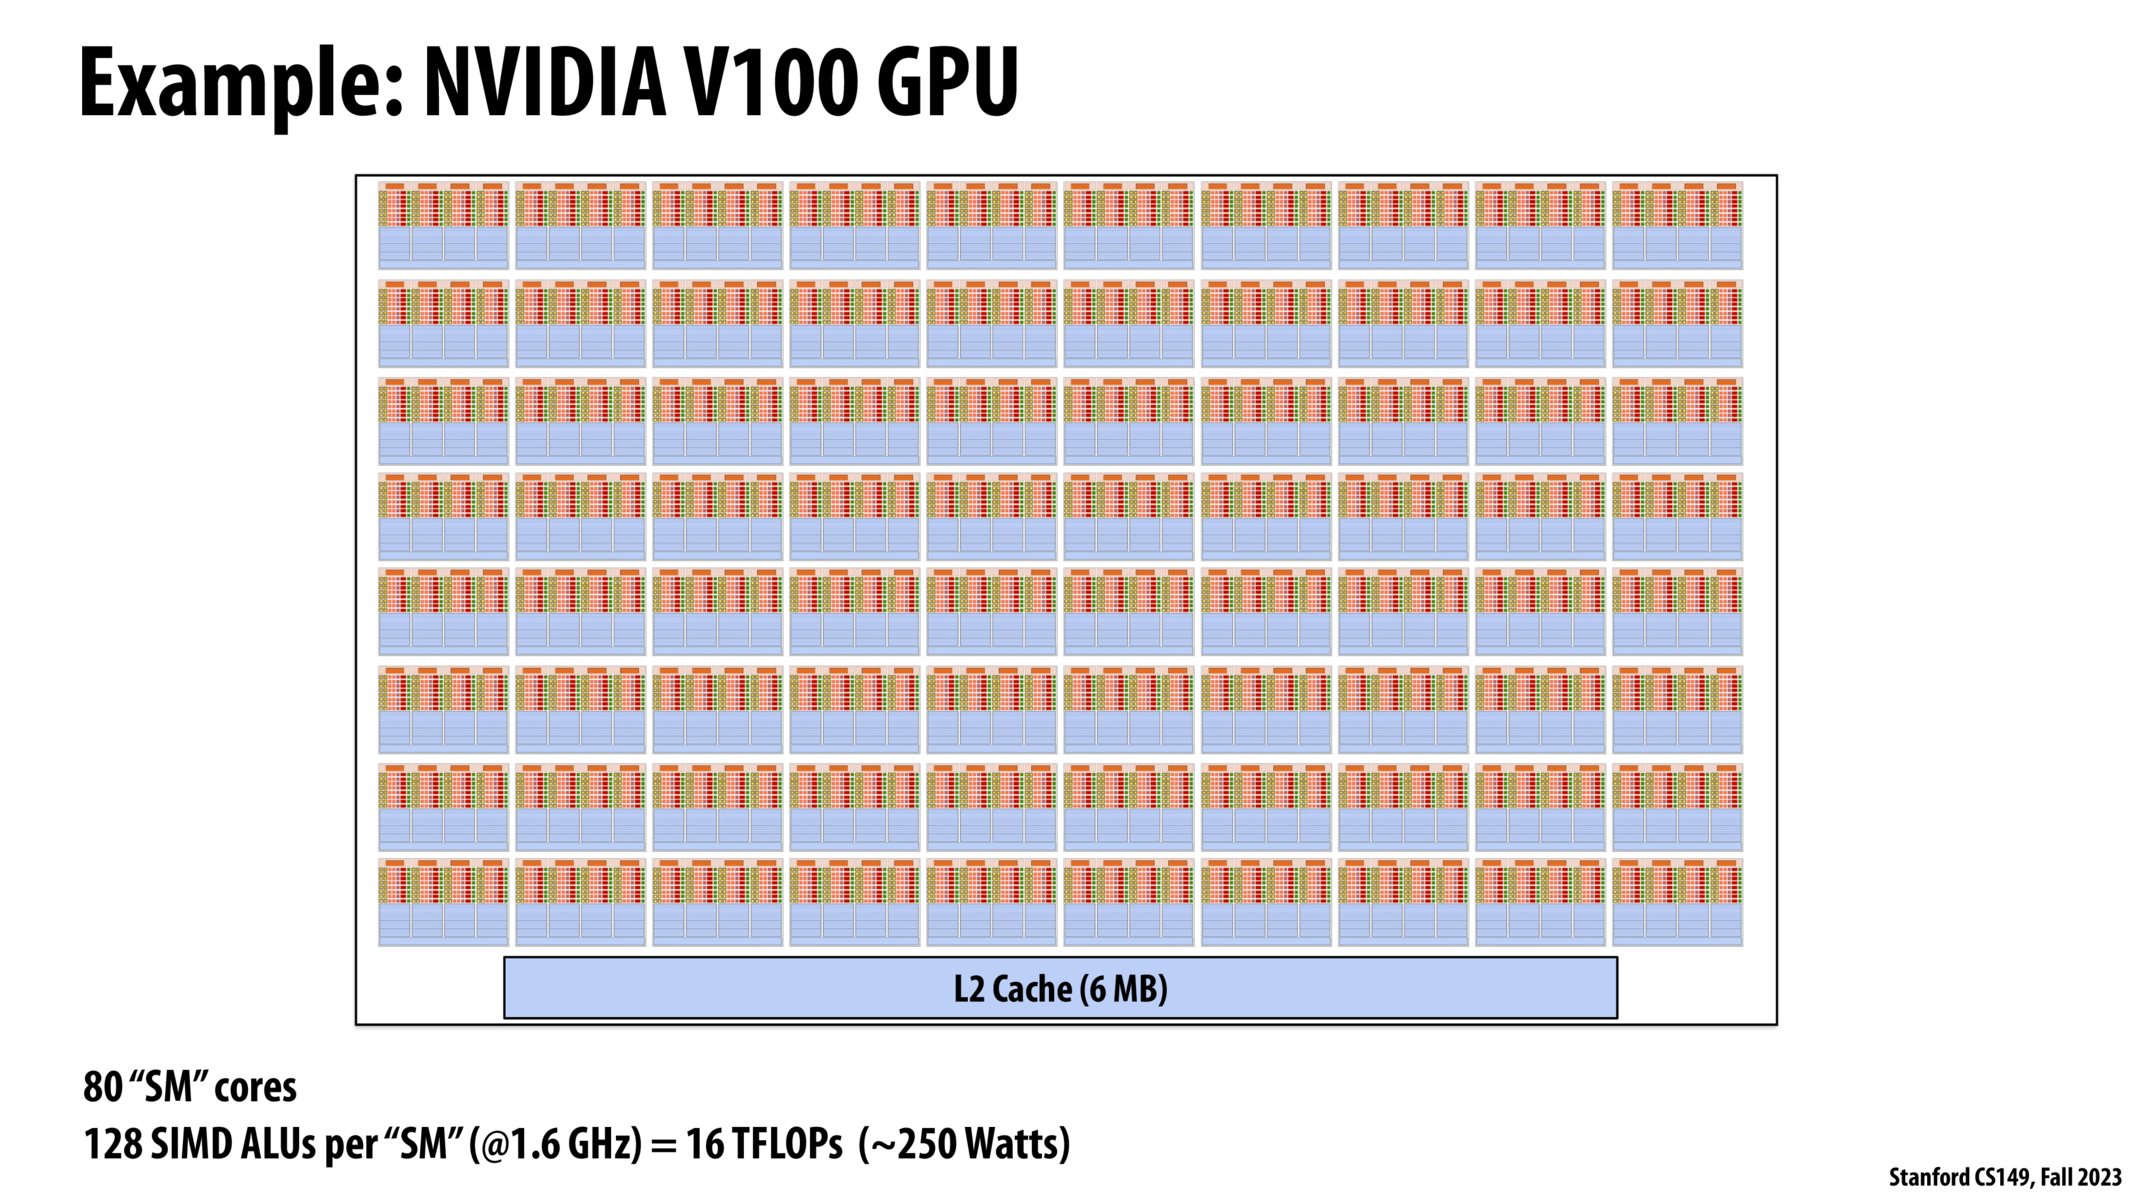 Example: NVIDIA V100 GPU
L2 Cache (6 MB)
80 “SM” cores
128 SIMD ALUs per “SM” (@1.6 GHz) = 16 TFLOPs (~250 Watts)
Stanford CS149, Fall 2023